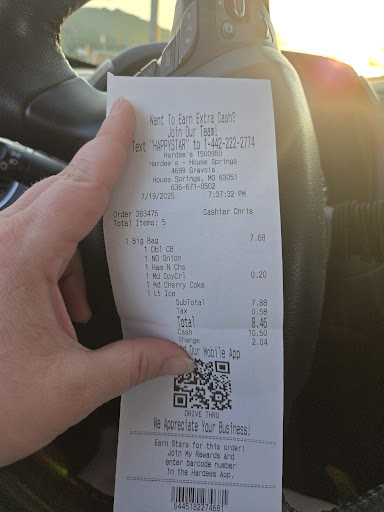 Want To Earn Extra Cash?
Join Our Team!
Text "HAPPYSTAR" to 1-442-222-2774
Hardee's 1500950
Hardee's - House Springs
4699 Gravois
House Springs, MO 63051
636-671-0502
7/19/2025 7:37:32 PM
Order 383476 Cashier Chris
Total Items: 5
1 Big Bag 7.68
1 Dbl CB
1 NO Onion
1 Ham N Chs
1 Md CpyCrl 0.20
1 Md Cherry Coke
1 Lt Ice
SubTotal 7.88
Tax 0.58
Total 8.46
Cash 10.50
Change 2.04
Our Mobile App
DRIVE THRU
We Appreciate Your Business!
Earn Stars for this order!
Join My Rewards and
enter barcode number
in the Hardees App.
644518227468